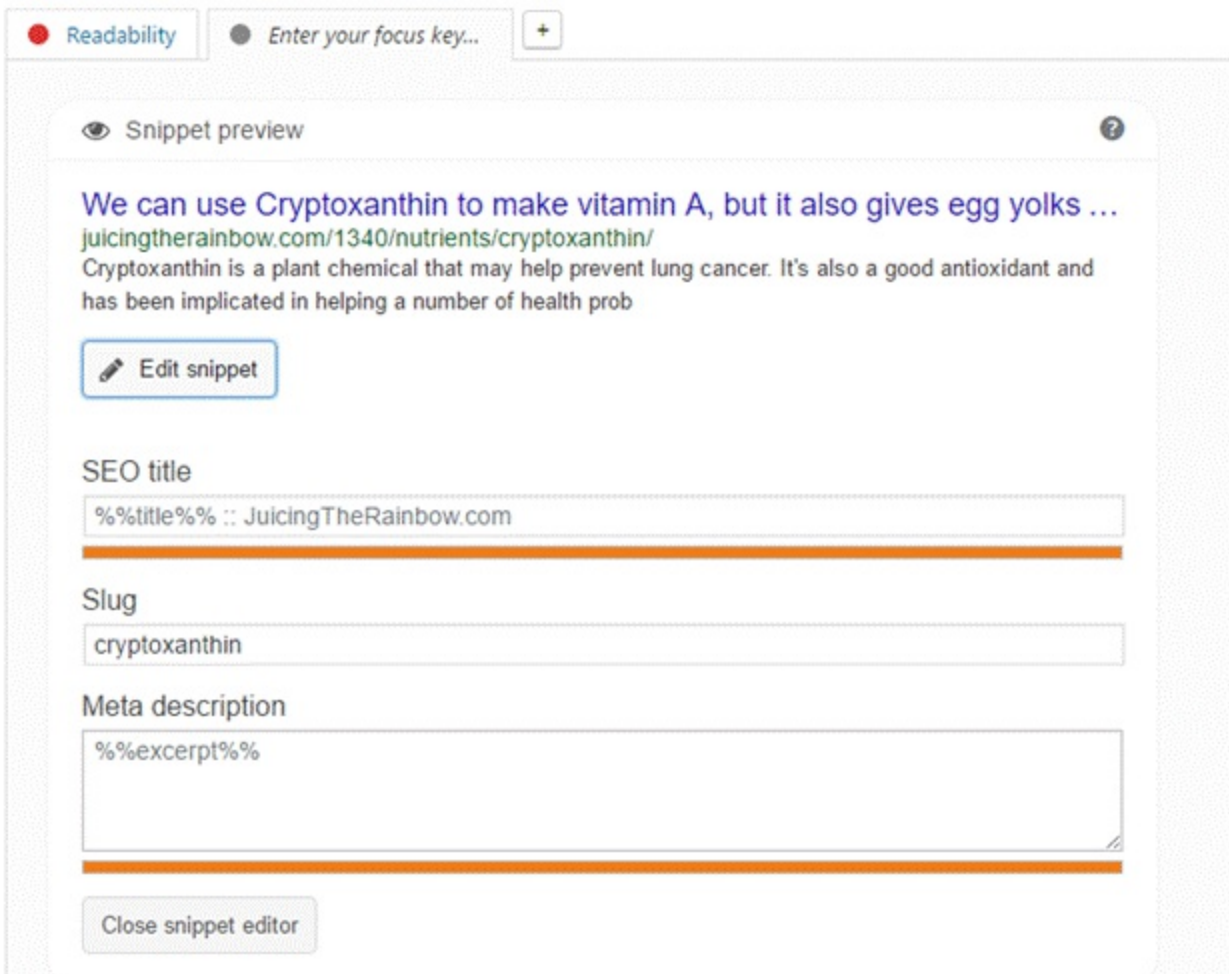 Readability Enter your focus key... +
Snippet preview ?
We can use Cryptoxanthin to make vitamin A, but it also gives egg yolks ...
juicingtherainbow.com/1340/nutrients/cryptoxanthin/
Cryptoxanthin is a plant chemical that may help prevent lung cancer. It's also a good antioxidant and
has been implicated in helping a number of health prob
Edit snippet
SEO title
%%title%% :: JuicingTheRainbow.com
Slug
cryptoxanthin
Meta description
%%excerpt%%
Close snippet editor